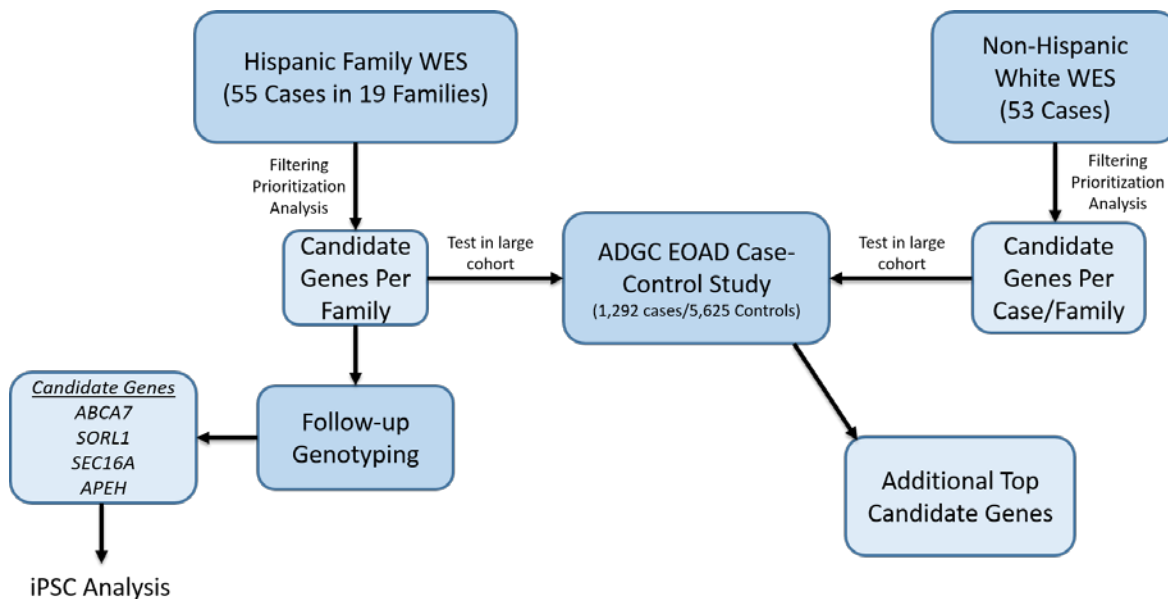 Hispanic Family WES
(55 Cases in 19 Families)
Non-Hispanic
White WES
(53 Cases)
Filtering
Prioritization
Analysis
Filtering
Prioritization
Analysis
Candidate
Genes Per
Family
Test in large
cohort
ADGC EOAD Case-
Control Study
(1,292 cases/5,625 Controls)
Test in large
cohort
Candidate
Genes Per
Case/Family
Candidate Genes
ABCA7
SORL1
SEC16A
APEH
Follow-up
Genotyping
Additional Top
Candidate Genes
iPSC Analysis